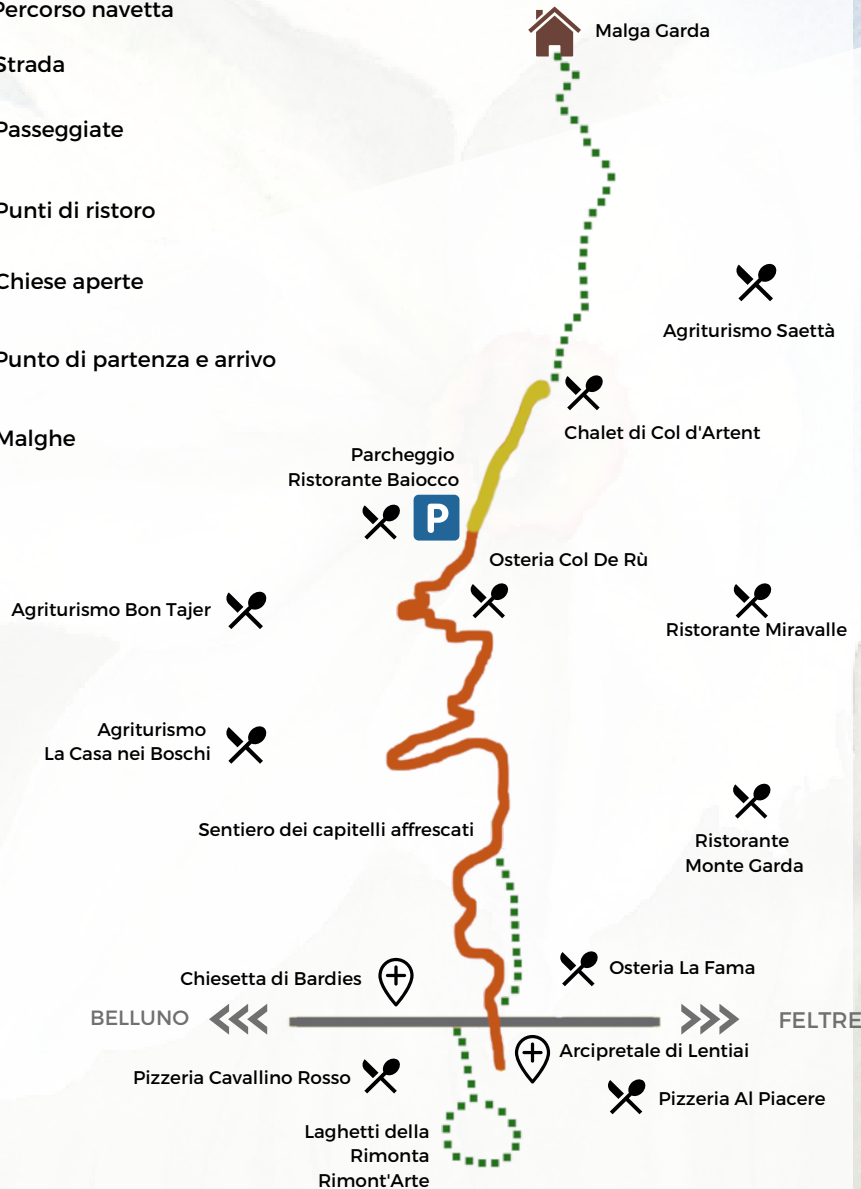 Percorso navetta
Strada
Passeggiate
Punti di ristoro
Chiese aperte
Punto di partenza e arrivo
Malghe
Malga Garda
Agriturismo Saettà
Chalet di Col d'Artent
Parcheggio
Ristorante Baiocco
P
Osteria Col De Rù
Agriturismo Bon Tajer
Ristorante Miravalle
Agriturismo
La Casa nei Boschi
Sentiero dei capitelli affrescati
Ristorante
Monte Garda
Chiesetta di Bardies
Osteria La Fama
BELLUNO
FELTRE
Arcipretale di Lentiai
Pizzeria Cavallino Rosso
Pizzeria Al Piacere
Laghetti della
Rimonta
Rimont'Arte